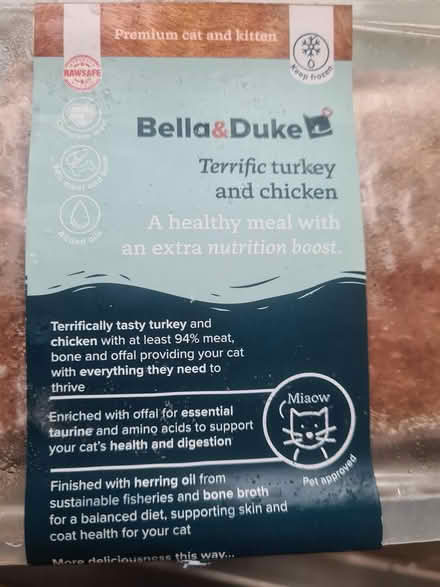 Premium cat and kitten
RAWSAFE
Keep frozen
Bella&Duke
Terrific turkey
and chicken
A healthy meal with
an extra nutrition boost.
Terrifically tasty turkey and
chicken with at least 94% meat,
bone and offal providing your cat
with everything they need to
thrive
Miaow
Enriched with offal for essential
taurine and amino acids to support
your cat's health and digestion
Pet approved
Finished with herring oil from
sustainable fisheries and bone broth
for a balanced diet, supporting skin and
coat health for your cat
More deliciousness this way...